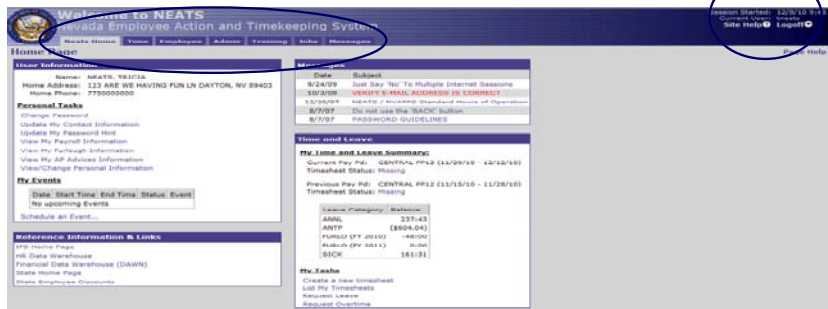 Welcome to NEATS
Nevada Employee Action and Timekeeping System
Session Started: 12/9/10 9:43
Current User: tneats
Site Help
Logoff
Neats Home Time Employee Admin Training Jobs Messages
Home Page
Page Help
User Information
Name: NEATS, TRICIA
Home Address: 123 ARE WE HAVING FUN LN DAYTON, NV 89403
Home Phone: 7750000000
Personal Tasks
Change Password
Update My Contact Information
Update My Password Hint
View My Payroll Information
View My Furlough Information
View My AP Advices Information
View/Change Personal Information
My Events
Date Start Time End Time Status Event
No upcoming Events
Schedule an Event...
Reference Information & Links
IFS Home Page
HR Data Warehouse
Financial Data Warehouse (DAWN)
State Home Page
State Employee Discounts
Messages
Date Subject
9/24/09 Just Say 'No' To Multiple Internet Sessions
10/3/08 VERIFY E-MAIL ADDRESS IS CORRECT
NEATS / NVAPPS Standard Hours of Operation
8/7/07 Do not use the 'BACK' button
8/7/07 PASSWORD GUIDELINES
Time and Leave
My Time and Leave Summary:
Current Pay Pd: CENTRAL PP13 (11/29/10 - 12/12/10)
Timesheet Status: Missing
Previous Pay Pd: CENTRAL PP12 (11/15/10 - 11/28/10)
Timesheet Status: Missing
Leave Category Balance
ANNL 237:43
ANTP ($604.04)
FURLO (FY 2010) -48:00
FURLO (FY 2011) 0:00
SICK 161:31
My Tasks
Create a new timesheet
List My Timesheets
Request Leave
Request Overtime